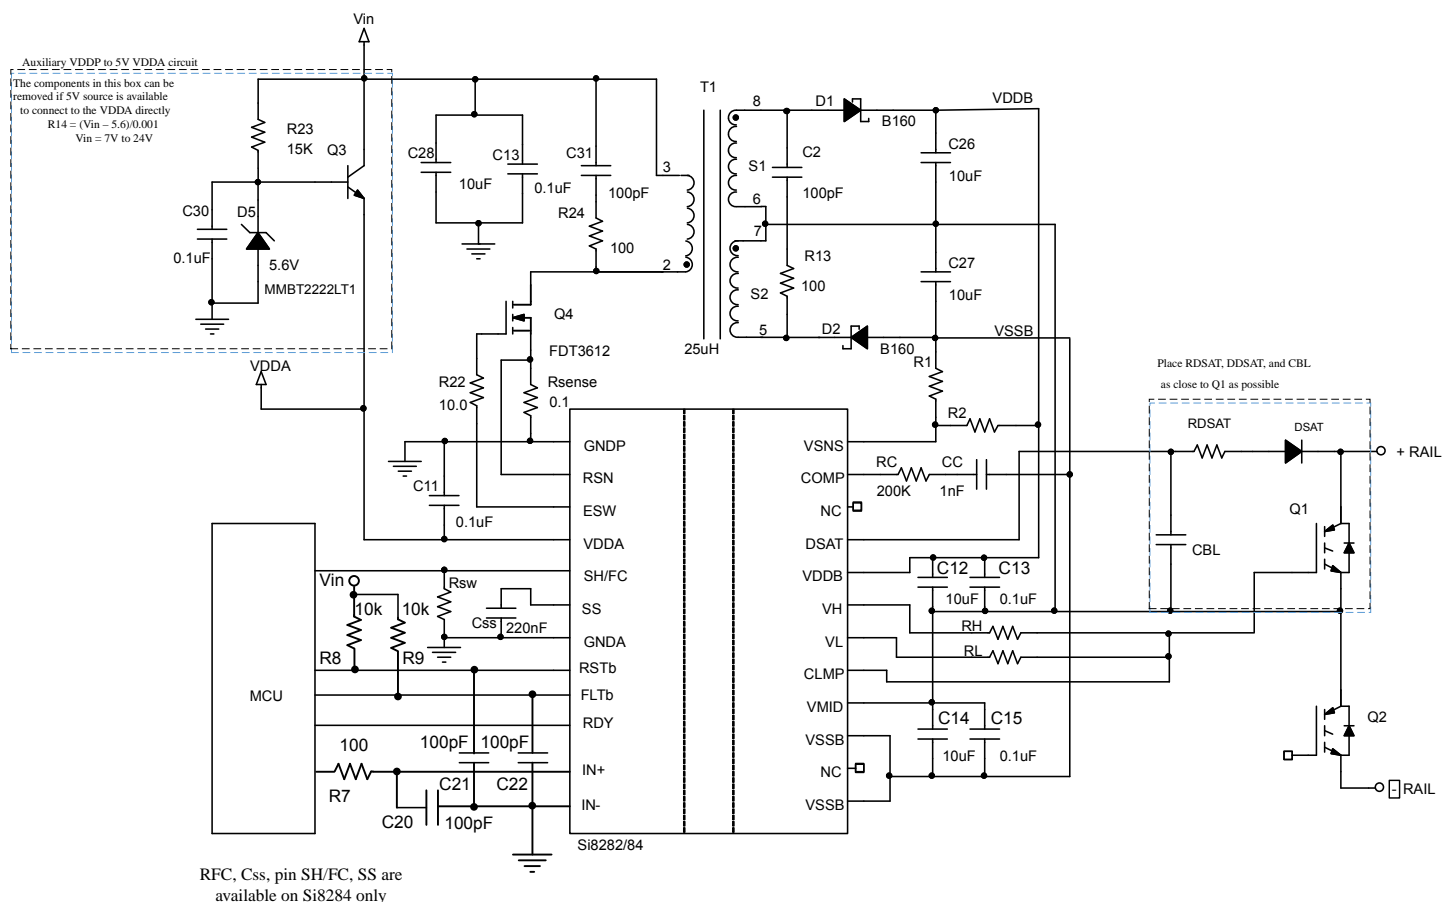 Vin
Auxiliary VDDP to 5V VDDA circuit
The components in this box can be
removed if 5V source is available
to connect to the VDDA directly
R14 = (Vin – 5.6)/0.001
Vin = 7V to 24V
R23
15K
Q3
C30
0.1uF
D5
5.6V
MMBT2222LT1
VDDA
C28
10uF
C13
0.1uF
C31
100pF
R24
100
T1
3
2
25uH
8
S1
6
7
S2
5
D1
B160
VDDB
C2
100pF
R13
100
C26
10uF
C27
10uF
D2
B160
VSSB
Q4
FDT3612
R22
10.0
Rsense
0.1
R1
R2
C11
0.1uF
GNDP
RSN
ESW
VDDA
SH/FC
SS
GNDA
RSTb
FLTb
RDY
IN+
IN-
VSNS
COMP
NC
DSAT
VDDB
VH
VL
CLMP
VMID
VSSB
NC
VSSB
Si8282/84
RC
200K
CC
1nF
C12
10uF
C13
0.1uF
RH
RL
C14
10uF
C15
0.1uF
Place RDSAT, DDSAT, and CBL
as close to Q1 as possible
RDSAT
DSAT
+ RAIL
Q1
CBL
Q2
- RAIL
MCU
Vin
10k
10k
R8
R9
Rsw
Css
220nF
100pF
100pF
C21
C22
100
R7
C20
100pF
RFC, Css, pin SH/FC, SS are
available on Si8284 only